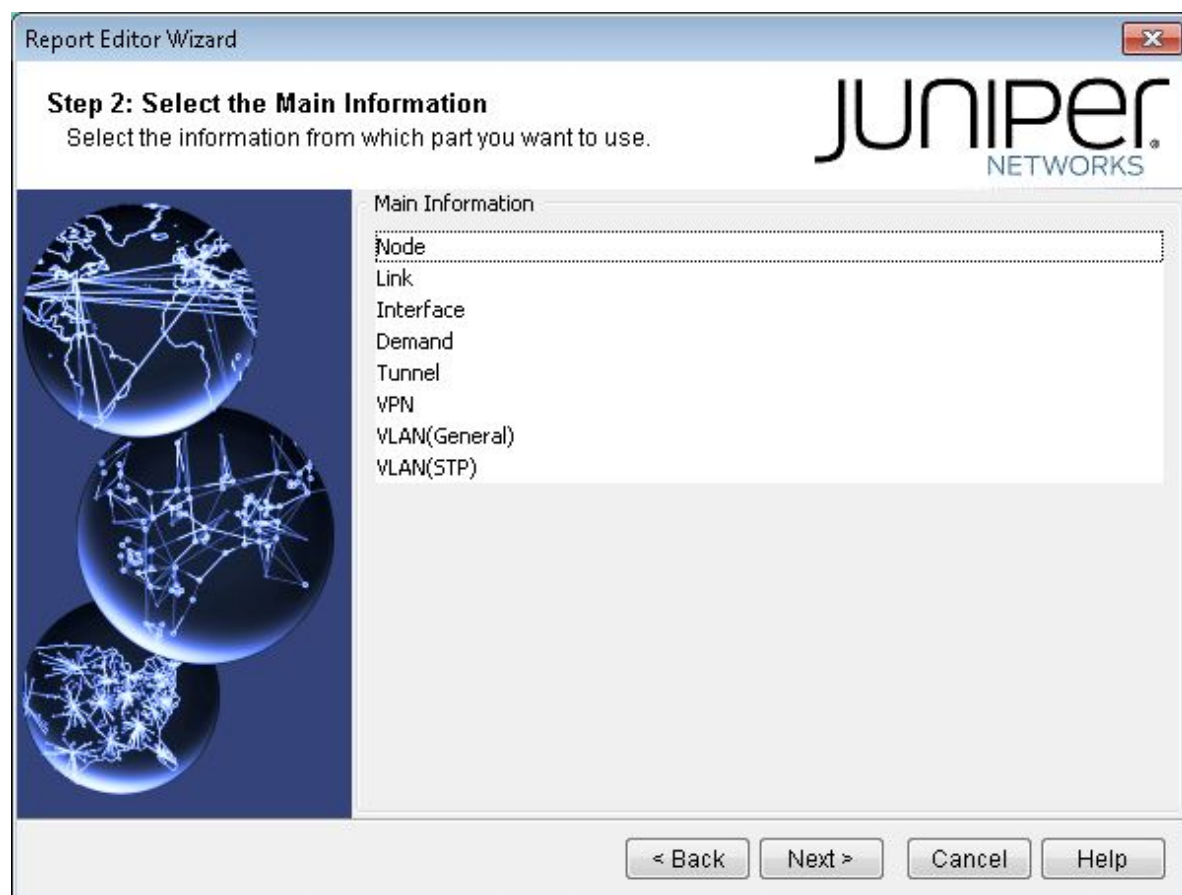 Report Editor Wizard
Step 2: Select the Main Information
Select the information from which part you want to use.
JUNIPER
NETWORKS
Main Information
Node
Link
Interface
Demand
Tunnel
VPN
VLAN(General)
VLAN(STP)
< Back
Next >
Cancel
Help